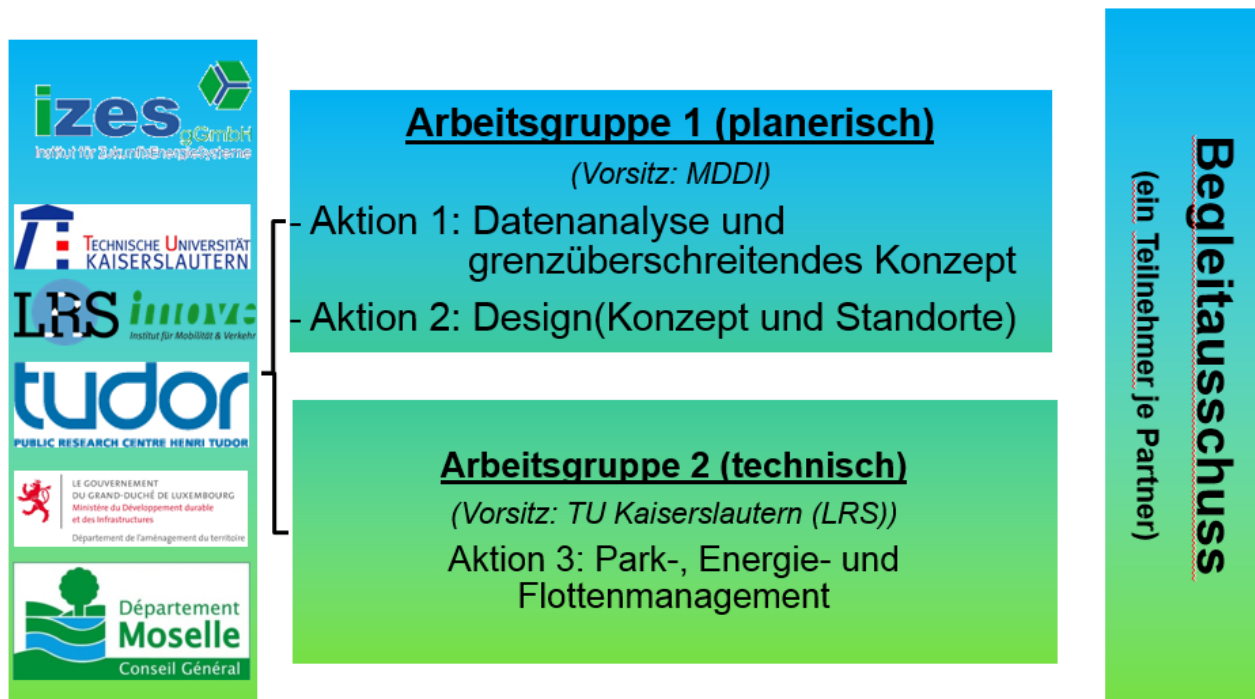 izes
gGmbH
Institut für ZukunftsEnergieSysteme
TECHNISCHE UNIVERSITÄT
KAISERSLAUTERN
LRS imove
Institut für Mobilität & Verkehr
tudor
PUBLIC RESEARCH CENTRE HENRI TUDOR
LE GOUVERNEMENT
DU GRAND-DUCHÉ DE LUXEMBOURG
Ministère du Développement durable
et des Infrastructures
Département de l'aménagement du territoire
Département
Moselle
Conseil Général
Arbeitsgruppe 1 (planerisch)
(Vorsitz: MDDI)
- Aktion 1: Datenanalyse und
grenzüberschreitendes Konzept
- Aktion 2: Design(Konzept und Standorte)
Arbeitsgruppe 2 (technisch)
(Vorsitz: TU Kaiserslautern (LRS))
Aktion 3: Park-, Energie- und
Flottenmanagement
Begleitausschuss
(ein Teilnehmer je Partner)